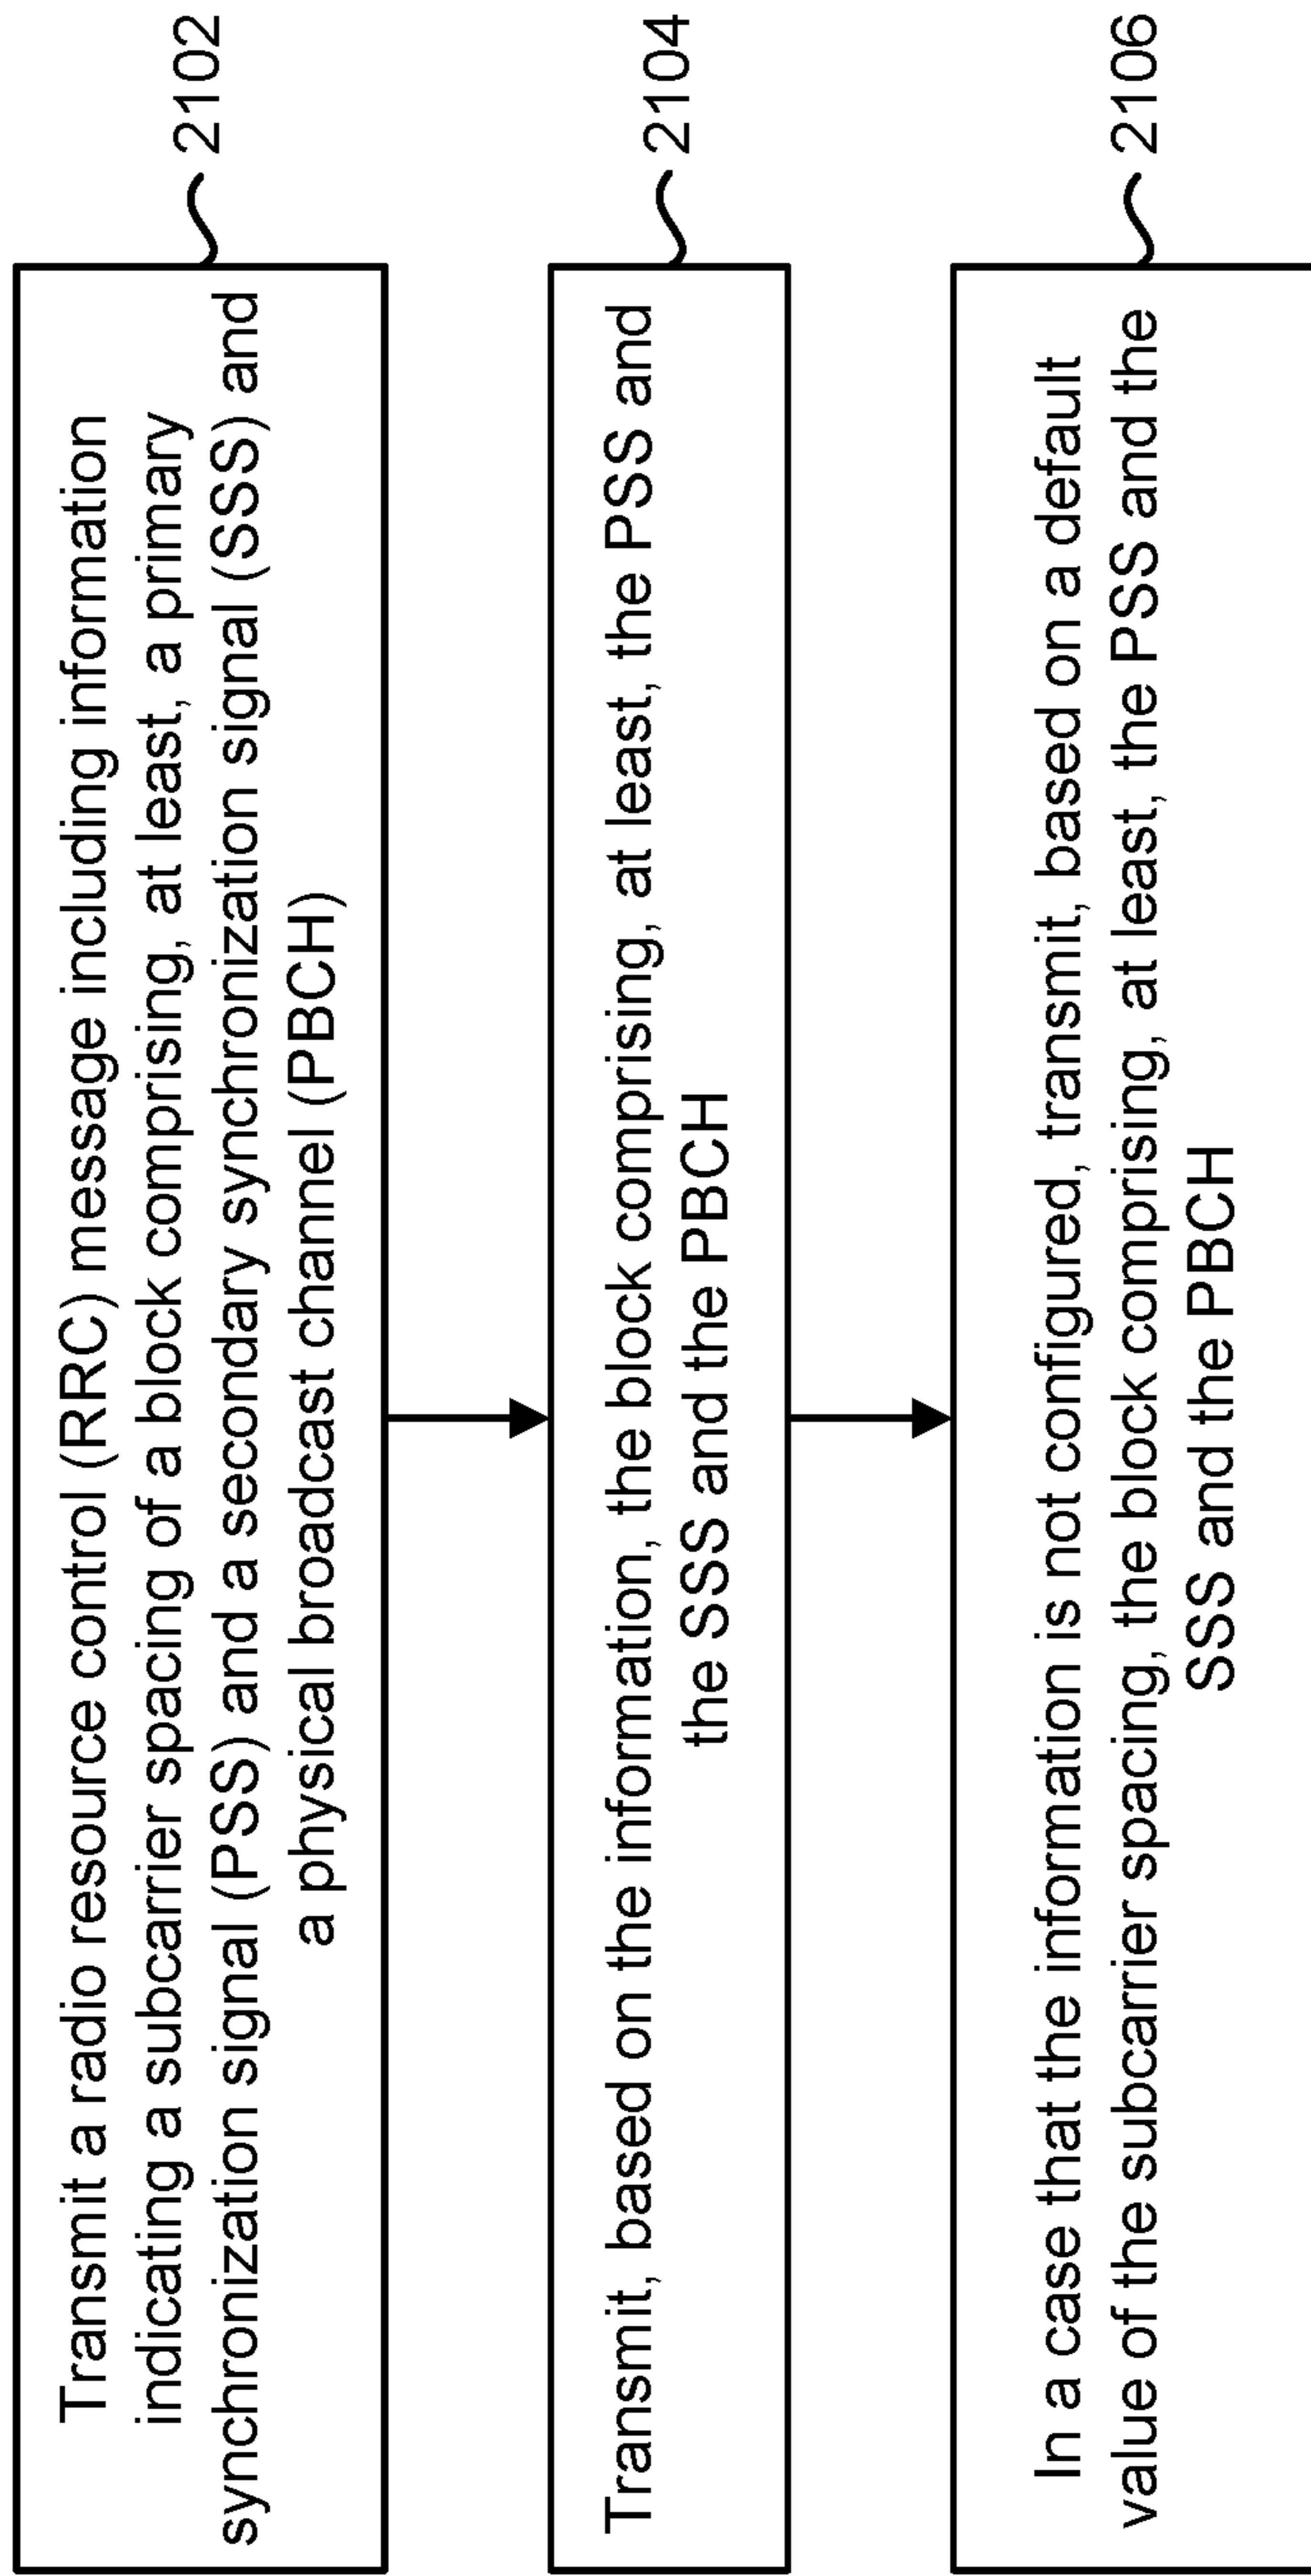 Transmit a radio resource control (RRC) message including information
indicating a subcarrier spacing of a block comprising, at least, a primary
synchronization signal (PSS) and a secondary synchronization signal (SSS) and
a physical broadcast channel (PBCH)
2102
Transmit, based on the information, the block comprising, at least, the PSS and
the SSS and the PBCH
2104
In a case that the information is not configured, transmit, based on a default
value of the subcarrier spacing, the block comprising, at least, the PSS and the
SSS and the PBCH
2106